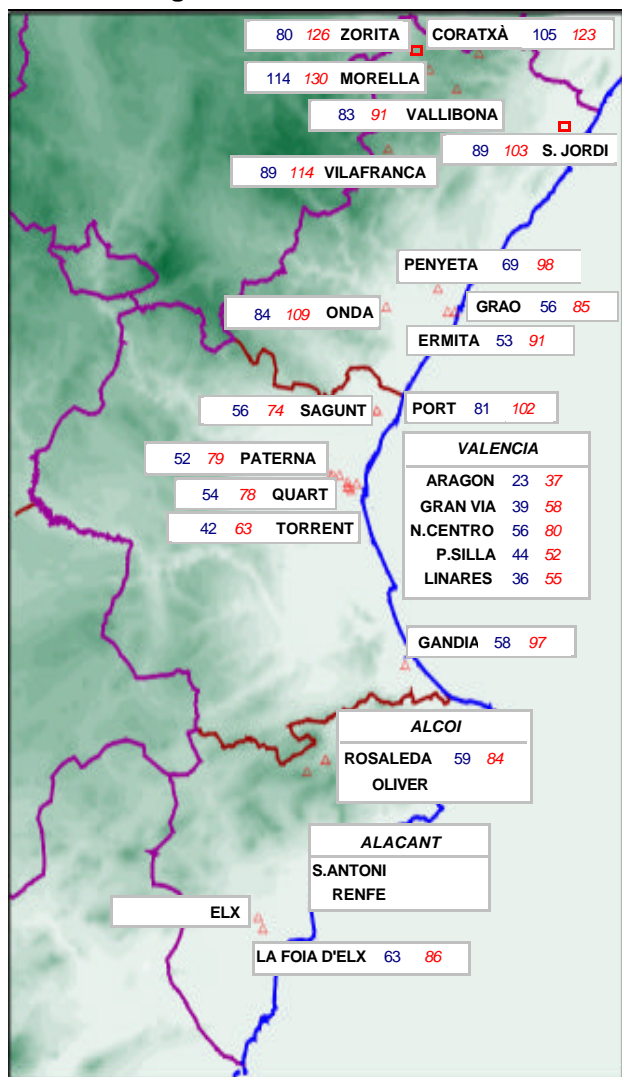 80 126 ZORITA
CORATXÀ 105 123
114 130 MORELLA
83 91 VALLIBONA
89 103 S. JORDI
89 114 VILAFRANCA
PENYETA 69 98
84 109 ONDA
GRAO 56 85
ERMITA 53 91
56 74 SAGUNT
PORT 81 102
52 79 PATERNA
54 78 QUART
42 63 TORRENT
VALENCIA
ARAGON 23 37
GRAN VIA 39 58
N.CENTRO 56 80
P.SILLA 44 52
LINARES 36 55
GANDIA 58 97
ALCOI
ROSALEDA 59 84
OLIVER
ALACANT
S.ANTONI
RENFE
ELX
LA FOIA D'ELX 63 86